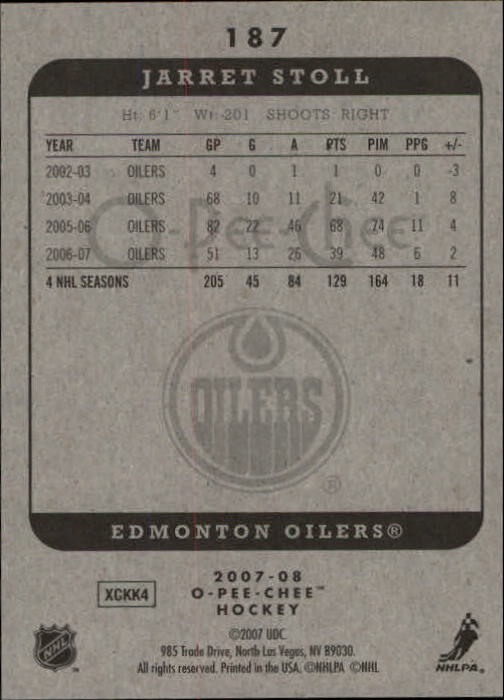 187
JARRET STOLL
Ht: 6'1" Wt: 201 SHOOTS RIGHT
YEAR TEAM GP G A PTS PIM PPG +/-
2002-03 OILERS 4 0 1 1 0 0 -3
2003-04 OILERS 68 10 11 21 42 1 8
O-Pee-Chee
2005-06 OILERS 82 22 46 68 74 11 4
2006-07 OILERS 51 13 26 39 48 6 2
4 NHL SEASONS 205 45 84 129 164 18 11
OILERS
®
EDMONTON OILERS®
2007-08
XCKK4 O-PEE-CHEE™
HOCKEY
©2007 UDC
985 Trade Drive, North Las Vegas, NV 89030.
All rights reserved. Printed in the USA. ©NHLPA ©NHL
NHL ™
NHLPA®